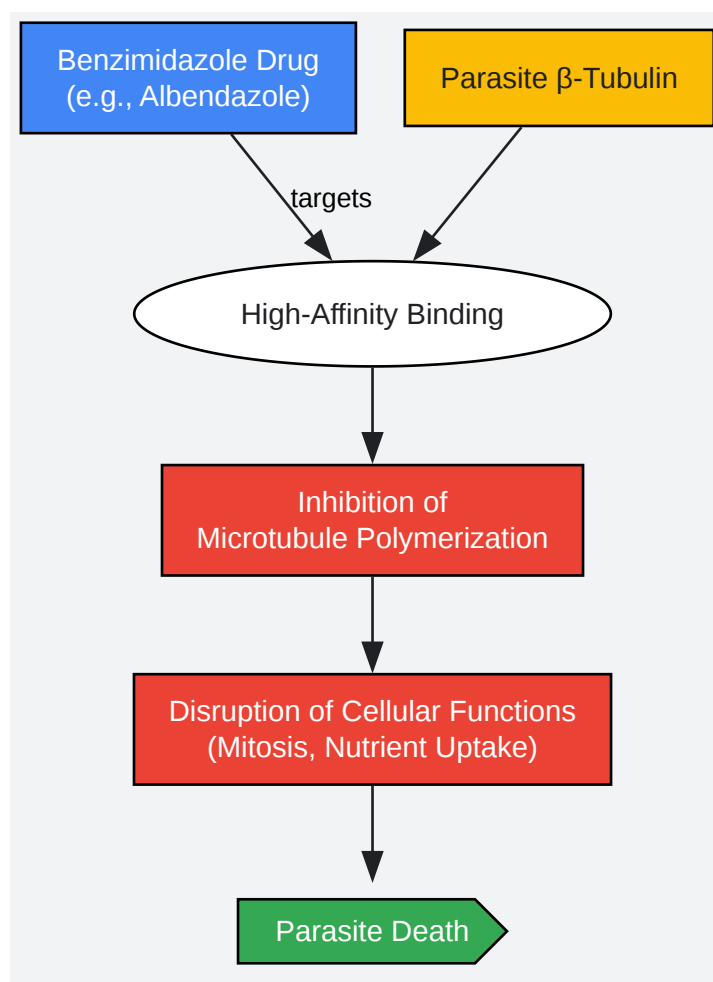 Benzimidazole Drug
(e.g., Albendazole)
Parasite β-Tubulin
targets
High-Affinity Binding
Inhibition of
Microtubule Polymerization
Disruption of Cellular Functions
(Mitosis, Nutrient Uptake)
Parasite Death